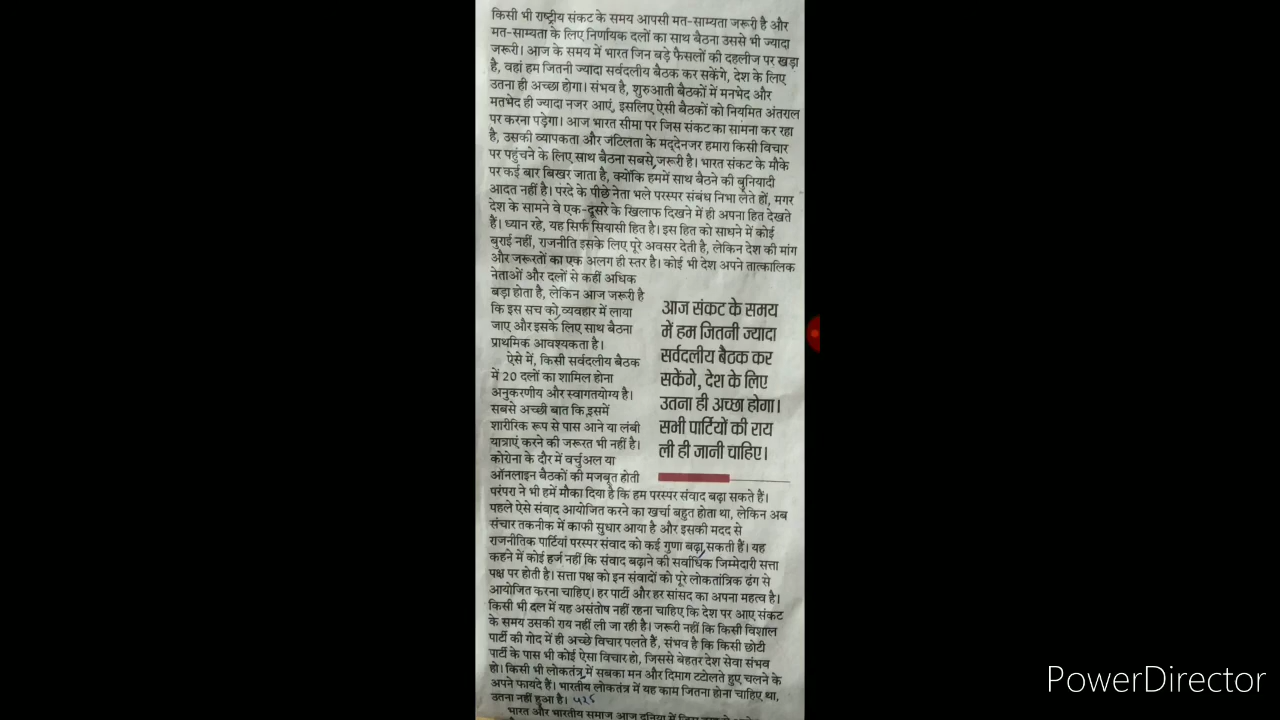 किसी भी राष्ट्रीय संकट के समय आपसी मत-साम्यता जरूरी है और
मत-साम्यता के लिए निर्णायक दलों का साथ बैठना उससे भी ज्यादा
जरूरी। आज के समय में भारत जिन बड़े फैसलों की दहलीज पर खड़ा
है, वहां हम जितनी ज्यादा सर्वदलीय बैठक कर सकेंगे, देश के लिए
उतना ही अच्छा होगा। संभव है, शुरुआती बैठकों में मनभेद और
मतभेद ही ज्यादा नजर आएं, इसलिए ऐसी बैठकों को नियमित अंतराल
पर करना पड़ेगा। आज भारत सीमा पर जिस संकट का सामना कर रहा
है, उसकी व्यापकता और जटिलता के मद्देनजर हमारा किसी विचार
पर पहुंचने के लिए साथ बैठना सबसे जरूरी है। भारत संकट के मौके
पर कई बार बिखर जाता है, क्योंकि हममें साथ बैठने की बुनियादी
आदत नहीं है। परदे के पीछे नेता भले परस्पर संबंध निभा लेते हों, मगर
देश के सामने वे एक-दूसरे के खिलाफ दिखने में ही अपना हित देखते
हैं। ध्यान रहे, यह सिर्फ सियासी हित है। इस हित को साधने में कोई
बुराई नहीं, राजनीति इसके लिए पूरे अवसर देती है, लेकिन देश की मांग
और जरूरतों का एक अलग ही स्तर है। कोई भी देश अपने तात्कालिक
नेताओं और दलों से कहीं अधिक
बड़ा होता है, लेकिन आज जरूरी है
कि इस सच को व्यवहार में लाया
जाए और इसके लिए साथ बैठना
प्राथमिक आवश्यकता है।
ऐसे में, किसी सर्वदलीय बैठक
में 20 दलों का शामिल होना
अनुकरणीय और स्वागतयोग्य है।
सबसे अच्छी बात कि इसमें
शारीरिक रूप से पास आने या लंबी
यात्राएं करने की जरूरत भी नहीं है।
कोरोना के दौर में वर्चुअल या
ऑनलाइन बैठकों की मजबूत होती
आज संकट के समय
में हम जितनी ज्यादा
सर्वदलीय बैठक कर
सकेंगे, देश के लिए
उतना ही अच्छा होगा।
सभी पार्टियों की राय
ली ही जानी चाहिए।
परंपरा ने भी हमें मौका दिया है कि हम परस्पर संवाद बढ़ा सकते हैं।
पहले ऐसे संवाद आयोजित करने का खर्चा बहुत होता था, लेकिन अब
संचार तकनीक में काफी सुधार आया है और इसकी मदद से
राजनीतिक पार्टियां परस्पर संवाद को कई गुणा बढ़ा सकती हैं। यह
कहने में कोई हर्ज नहीं कि संवाद बढ़ाने की सर्वाधिक जिम्मेदारी सत्ता
पक्ष पर होती है। सत्ता पक्ष को इन संवादों को पूरे लोकतांत्रिक ढंग से
आयोजित करना चाहिए। हर पार्टी और हर सांसद का अपना महत्व है।
किसी भी दल में यह असंतोष नहीं रहना चाहिए कि देश पर आए संकट
के समय उसकी राय नहीं ली जा रही है। जरूरी नहीं कि किसी विशाल
पार्टी की गोद में ही अच्छे विचार पलते हैं, संभव है कि किसी छोटी
पार्टी के पास भी कोई ऐसा विचार हो, जिससे बेहतर देश सेवा संभव
हो। किसी भी लोकतंत्र में सबका मन और दिमाग टटोलते हुए चलने के
अपने फायदे हैं। भारतीय लोकतंत्र में यह काम जितना होना चाहिए था,
उतना नहीं हुआ है।
भारत और भारतीय समाज आज दुनिया में
PowerDirector